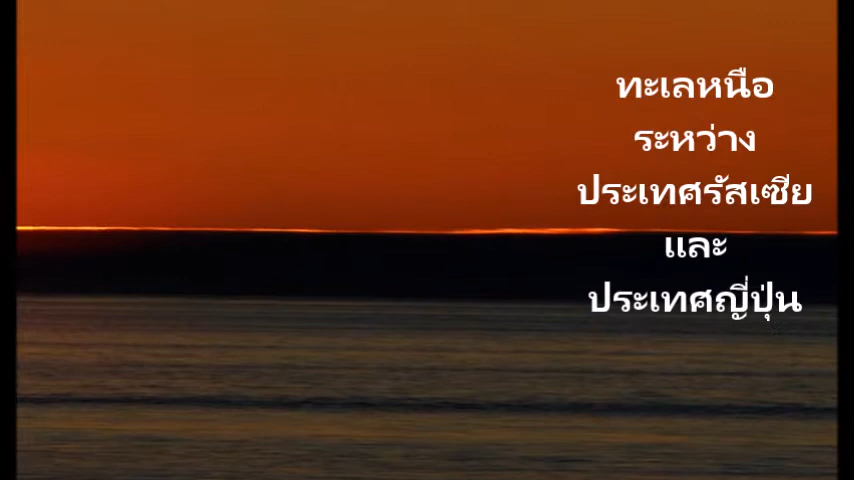 ทะเลหนือ
ระหว่าง
ประเทศรัสเซีย
และ
ประเทศญี่ปุ่น